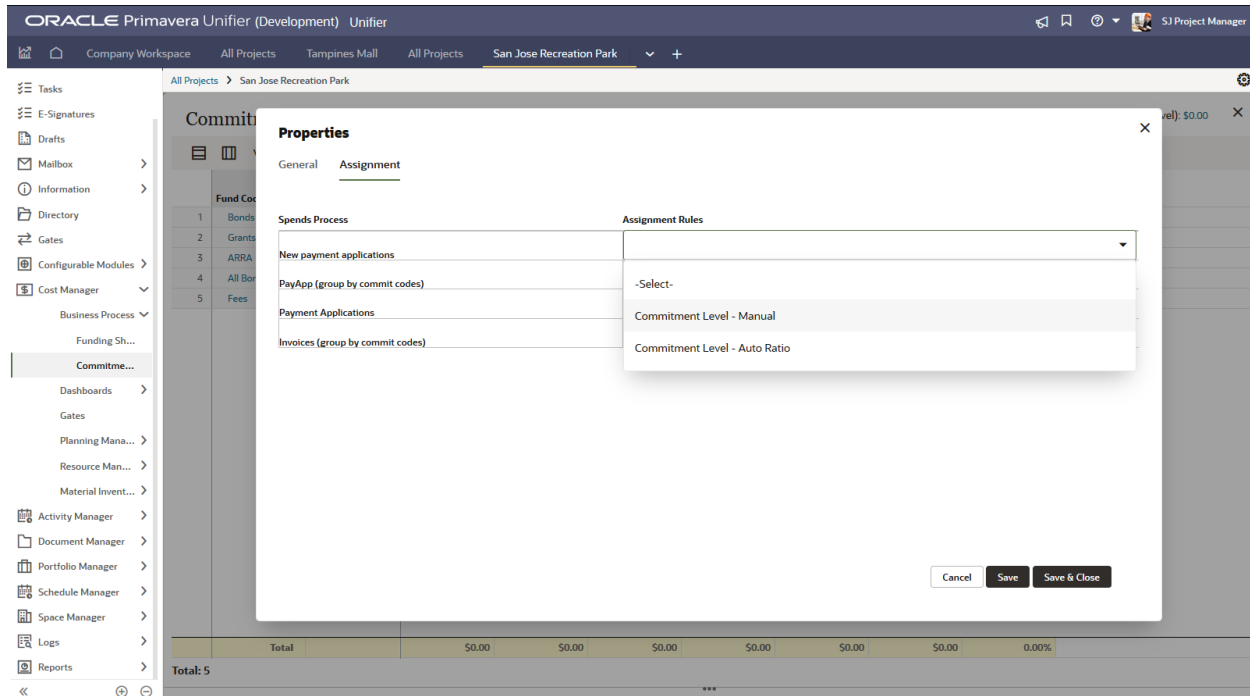 ORACLE Primavera Unifier (Development) Unifier
SJ Project Manager
Company Workspace All Projects Tampines Mall All Projects San Jose Recreation Park
All Projects > San Jose Recreation Park
Tasks
E-Signatures
Drafts
Mailbox
Information
Directory
Gates
Configurable Modules
Cost Manager
Business Process
Funding Sh...
Commitme...
Dashboards
Gates
Planning Mana...
Resource Man...
Material Invent...
Activity Manager
Document Manager
Portfolio Manager
Schedule Manager
Space Manager
Logs
Reports
$0.00
Fund
1 Bonds
2 Grants
3 ARRA
4 All
5 Fees
Properties
General Assignment
Spends Process Assignment Rules
New payment applications
PayApp (group by commit codes)
Payment Applications
Invoices (group by commit codes)
-Select-
Commitment Level - Manual
Commitment Level - Auto Ratio
Cancel Save Save & Close
Total $0.00 $0.00 $0.00 $0.00 $0.00 $0.00 0.00%
Total: 5